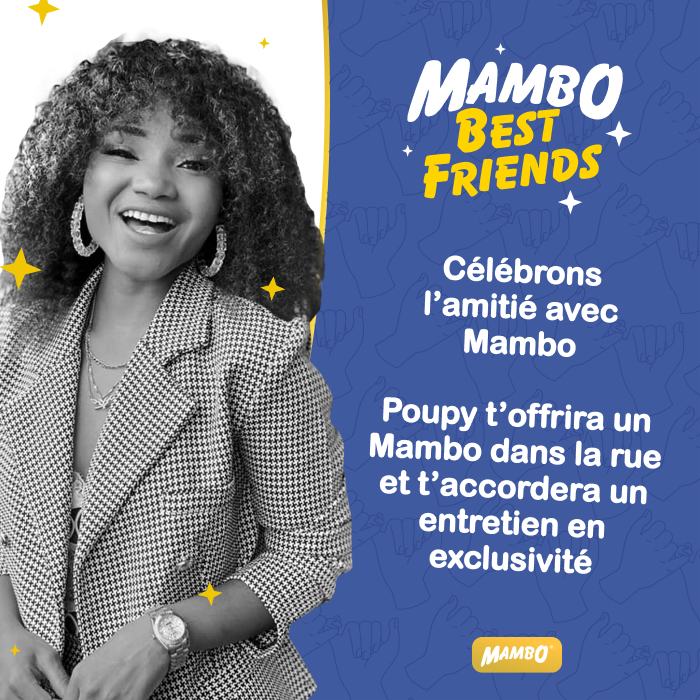 MAMBO
BEST
FRIENDS
Célébrons
l'amitié avec
Mambo
Poupy t'offrira un
Mambo dans la rue
et t'accordera un
entretien en
exclusivité
MAMBO